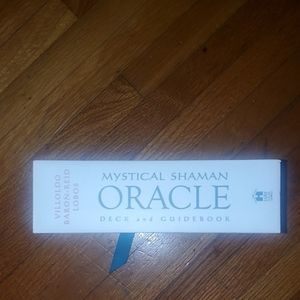 VILLOLDO
BARON-REID
LOBOS
MYSTICAL SHAMAN
ORACLE
DECK and GUIDEBOOK